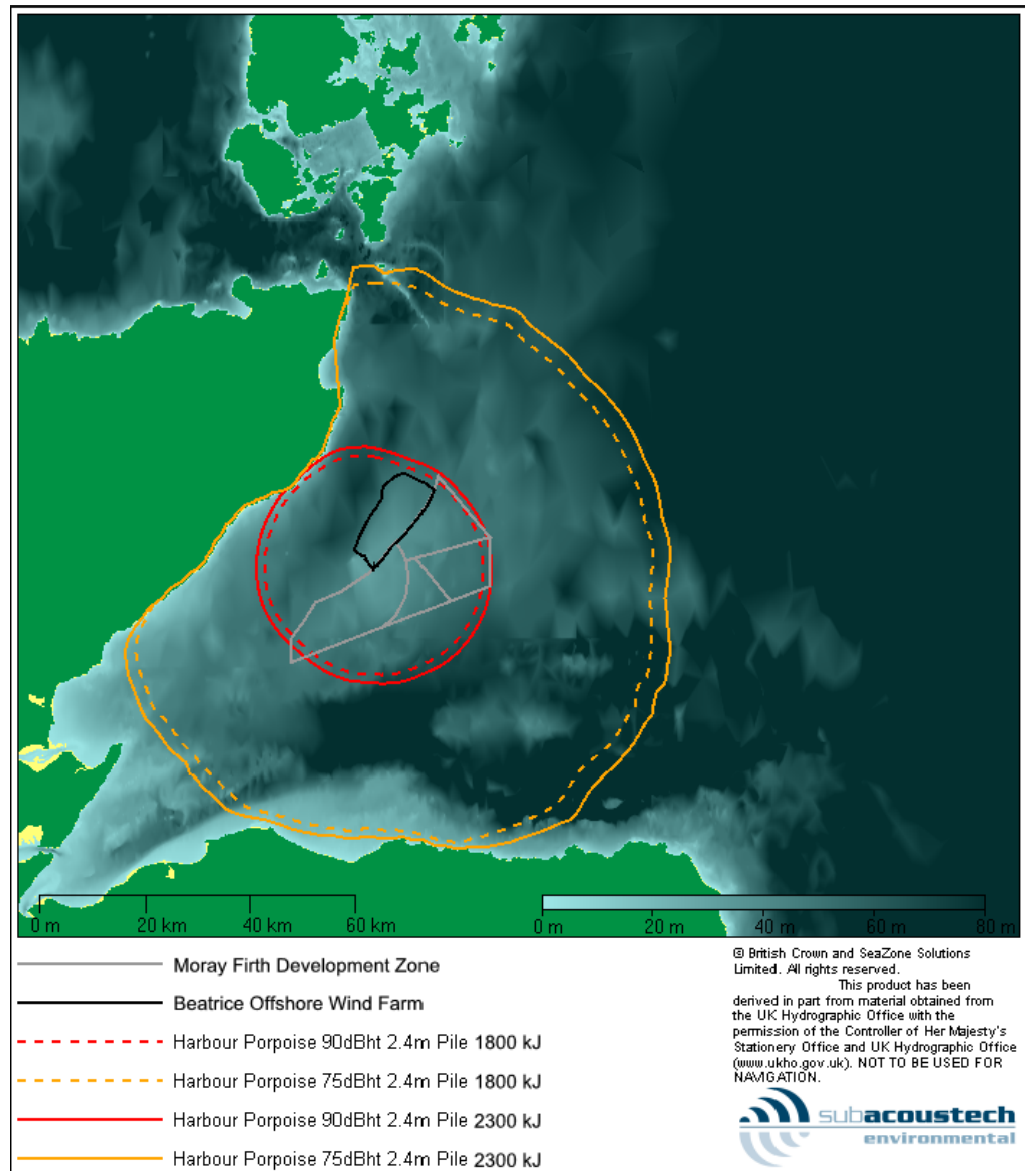 0 m 20 km 40 km 60 km 0 m 20 m 40 m 60 m 80 m
Moray Firth Development Zone
Beatrice Offshore Wind Farm
Harbour Porpoise 90dBht 2.4m Pile 1800 kJ
Harbour Porpoise 75dBht 2.4m Pile 1800 kJ
Harbour Porpoise 90dBht 2.4m Pile 2300 kJ
Harbour Porpoise 75dBht 2.4m Pile 2300 kJ
© British Crown and SeaZone Solutions
Limited. All rights reserved.
This product has been
derived in part from material obtained from
the UK Hydrographic Office with the
permission of the Controller of Her Majesty's
Stationery Office and UK Hydrographic Office
(www.ukho.gov.uk). NOT TO BE USED FOR
NAVIGATION.
subacoustech
environmental